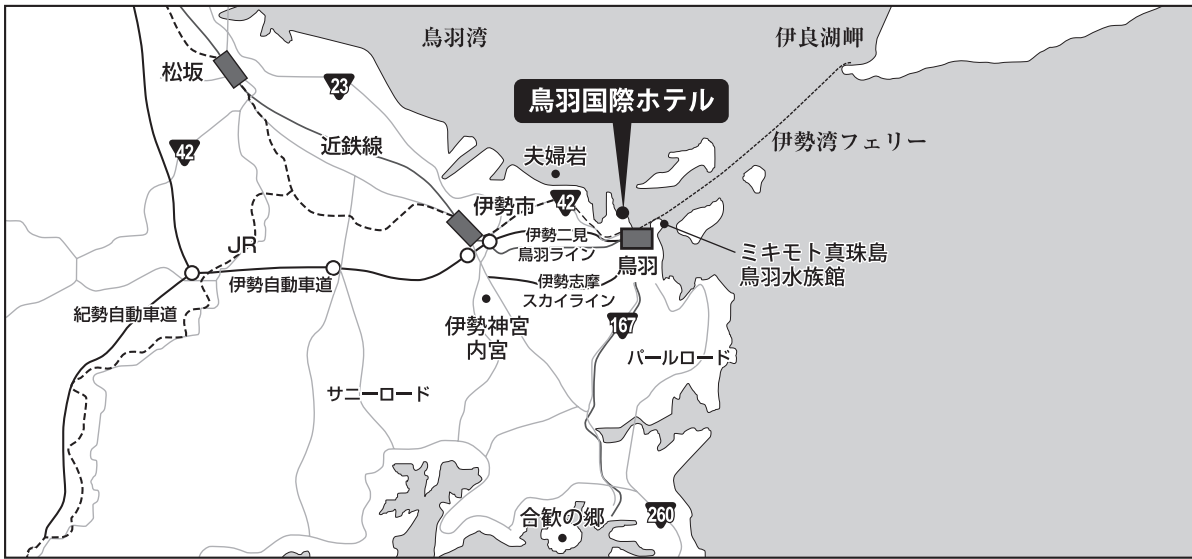 鳥羽湾
伊良湖岬
松坂
23
鳥羽国際ホテル
42
近鉄線
夫婦岩
伊勢湾フェリー
伊勢市
42
伊勢二見
鳥羽ライン
JR
鳥羽
ミキモト真珠島
鳥羽水族館
伊勢自動車道
伊勢志摩
スカイライン
紀勢自動車道
伊勢神宮
内宮
167
パールロード
サニーロード
合歓の郷
260